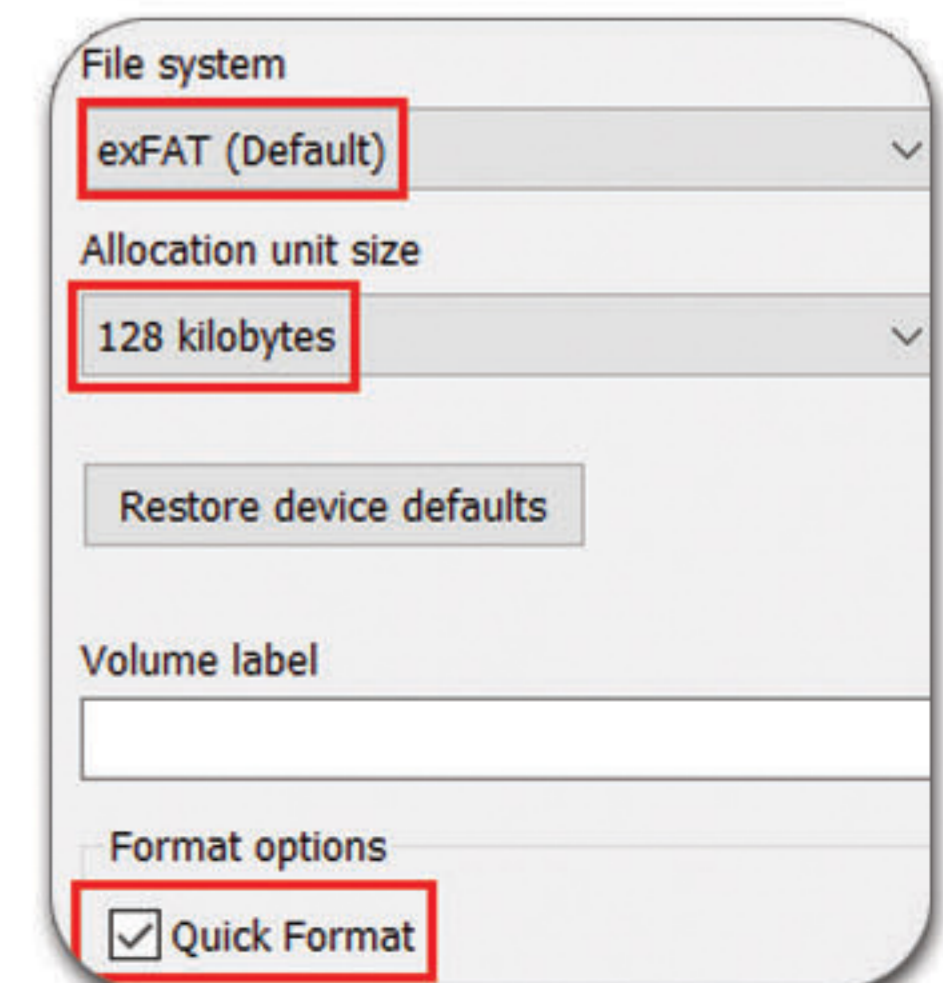 File system
exFAT (Default)
Allocation unit size
128 kilobytes
Restore device defaults
Volume label
Format options
Quick Format